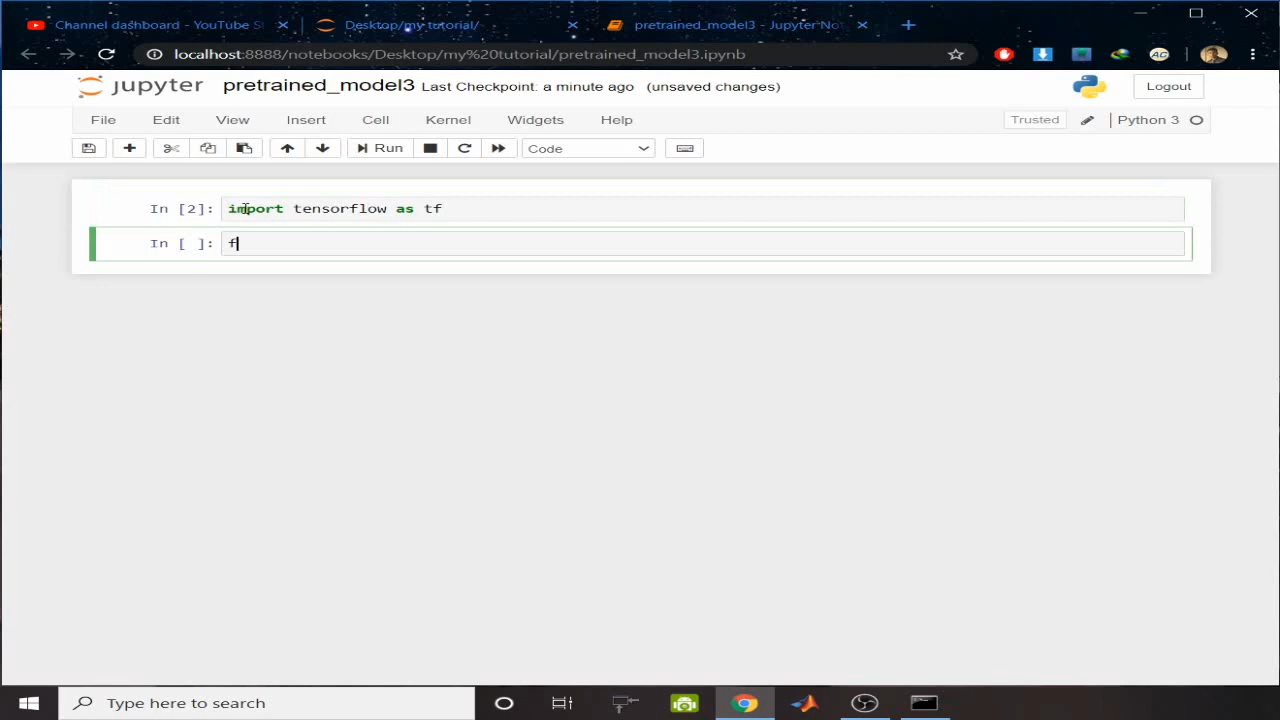 Channel dashboard - YouTube S
Desktop/my tutorial/
pretrained_model3 - Jupyter No
localhost:8888/notebooks/Desktop/my%20tutorial/pretrained_model3.ipynb
AG
jupyter pretrained_model3 Last Checkpoint: a minute ago (unsaved changes)
Logout
File Edit View Insert Cell Kernel Widgets Help
Trusted
Python 3
Run
Code
In [2]: import tensorflow as tf
In [ ]: f
Type here to search